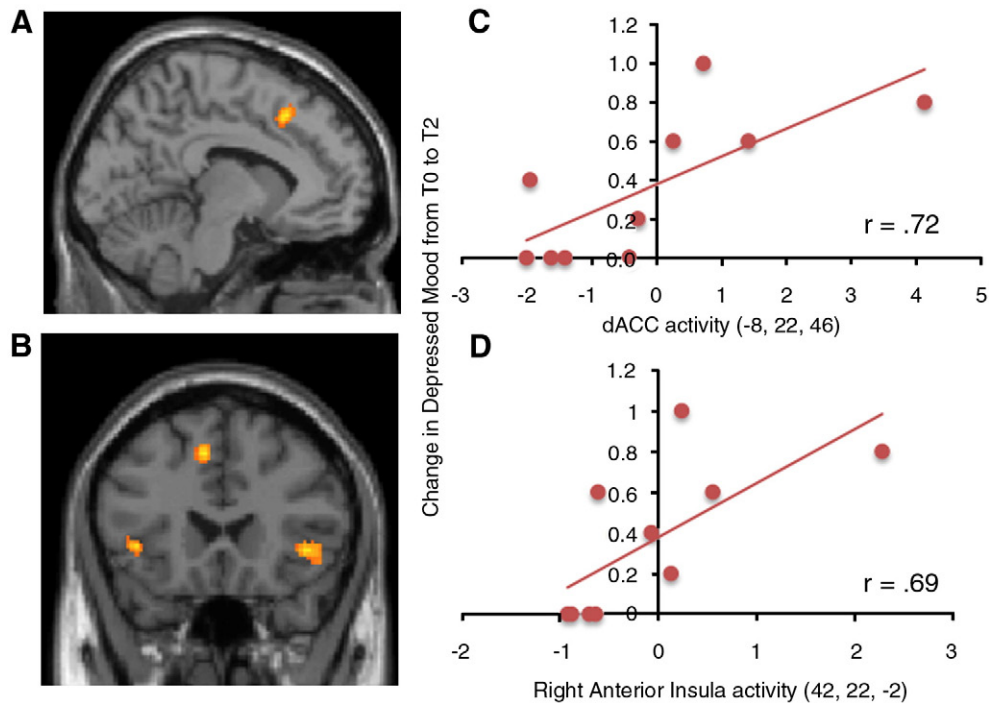 A
B
Change in Depressed Mood from T0 to T2
C
1.2
1.0
0.8
0.6
0.4
0.2
0.0
r = .72
-3 -2 -1 0 1 2 3 4 5
dACC activity (-8, 22, 46)
D
1.2
1
0.8
0.6
0.4
0.2
0
r = .69
-2 -1 0 1 2 3
Right Anterior Insula activity (42, 22, -2)